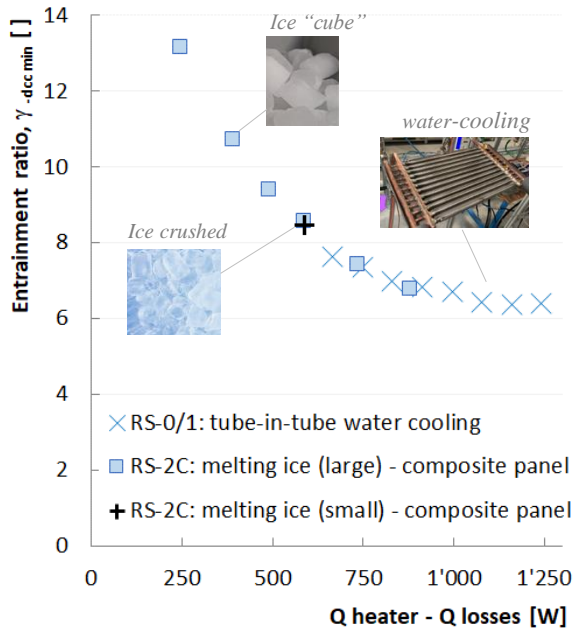 Entrainment ratio, γ -dcc min [ ]
14
12
10
8
6
4
2
0
Ice “cube”
water-cooling
Ice crushed
RS-0/1: tube-in-tube water cooling
RS-2C: melting ice (large) - composite panel
RS-2C: melting ice (small) - composite panel
0 250 500 750 1'000 1'250
Q heater - Q losses [W]